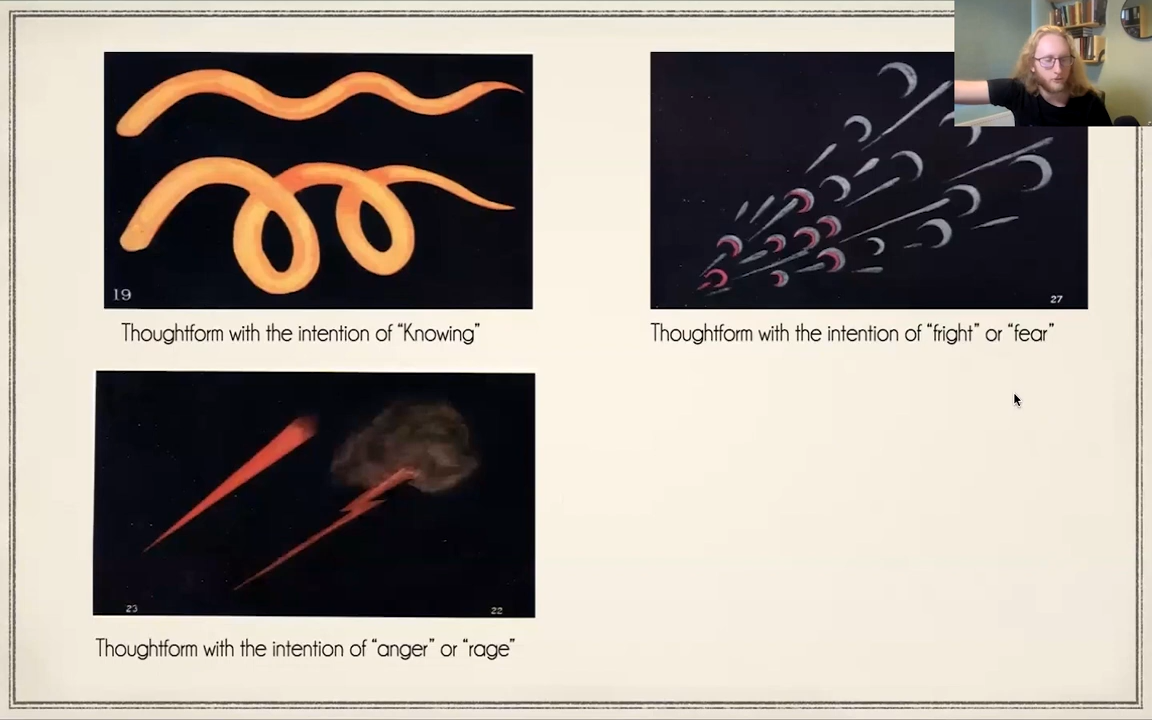 19
Thoughtform with the intention of “Knowing”
27
Thoughtform with the intention of “fright” or “fear”
23
22
Thoughtform with the intention of “anger” or “rage”